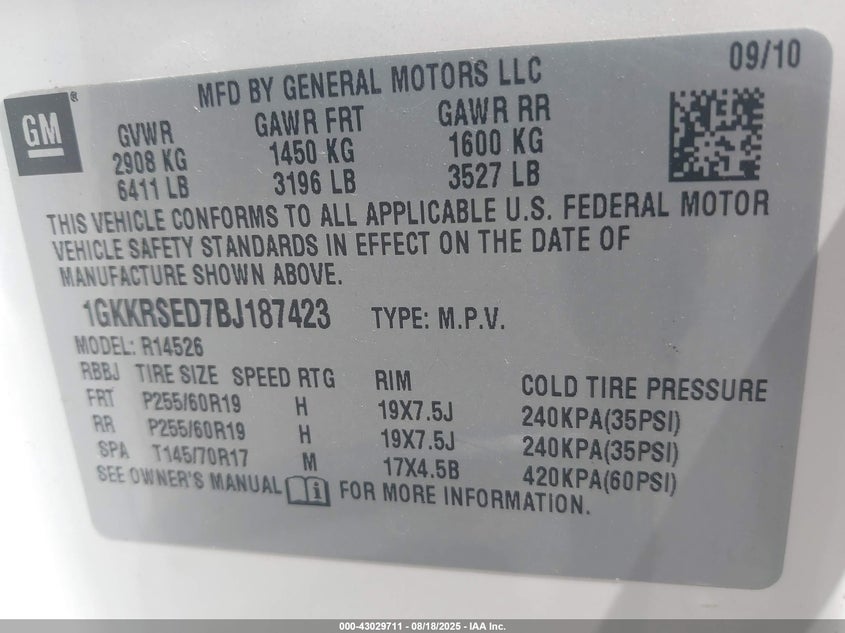 09/10
MFD BY GENERAL MOTORS LLC
GM®
GVWR GAWR FRT GAWR RR
2908 KG 1450 KG 1600 KG
6411 LB 3196 LB 3527 LB
THIS VEHICLE CONFORMS TO ALL APPLICABLE U.S. FEDERAL MOTOR
VEHICLE SAFETY STANDARDS IN EFFECT ON THE DATE OF
MANUFACTURE SHOWN ABOVE.
1GKKRSED7BJ187423 TYPE: M.P.V.
MODEL: R14526
RBBJ TIRE SIZE SPEED RTG RIM COLD TIRE PRESSURE
FRT P255/60R19 H 19X7.5J 240KPA(35PSI)
RR P255/60R19 H 19X7.5J 240KPA(35PSI)
SPA T145/70R17 M 17X4.5B 420KPA(60PSI)
SEE OWNER'S MANUAL i FOR MORE INFORMATION.
000-43029711 - 08/18/2025 - IAA Inc.